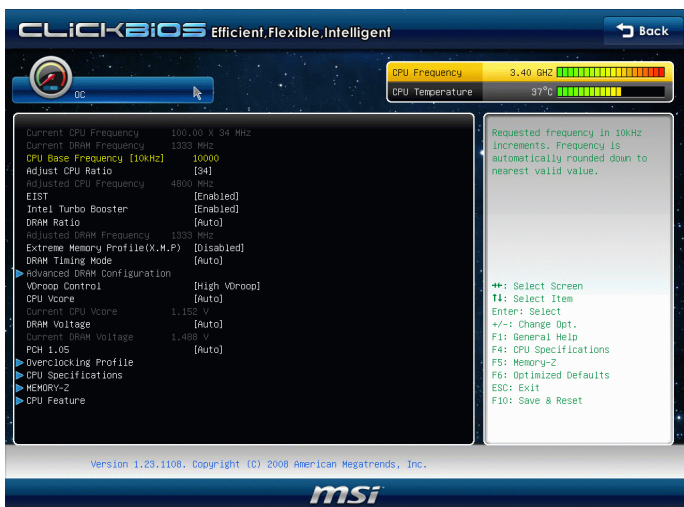 CLiCKBiOS Efficient,Flexible,Intelligent
Back
OC
CPU Frequency 3.40 GHZ
CPU Temperature 37°C
Current CPU Frequency 100.00 X 34 MHz
Current DRAM Frequency 1333 MHz
CPU Base Frequency [10kHz] 10000
Adjust CPU Ratio [34]
Adjusted CPU Frequency 4800 MHz
EIST [Enabled]
Intel Turbo Booster [Enabled]
DRAM Ratio [Auto]
Adjusted DRAM Frequency 1333 MHz
Extreme Memory Profile(X.M.P) [Disabled]
DRAM Timing Mode [Auto]
Advanced DRAM Configuration
VDroop Control [High VDroop]
CPU Vcore [Auto]
Current CPU Vcore 1.152 V
DRAM Voltage [Auto]
Current DRAM Voltage 1.488 V
PCH 1.05 [Auto]
Overclocking Profile
CPU Specifications
MEMORY-Z
CPU Feature
Requested frequency in 10kHz
increments. Frequency is
automatically rounded down to
nearest valid value.
→←: Select Screen
↑↓: Select Item
Enter: Select
+/-: Change Opt.
F1: General Help
F4: CPU Specifications
F5: Memory-Z
F6: Optimized Defaults
ESC: Exit
F10: Save & Reset
Version 1.23.1108. Copyright (C) 2008 American Megatrends, Inc.
msi